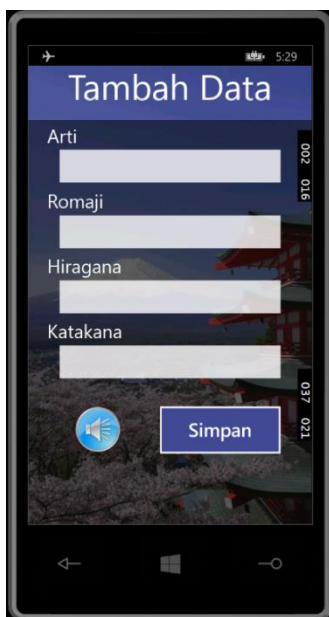 5:29
Tambah Data
Arti
Romaji
Hiragana
Katakana
Simpan
002 016
037 021